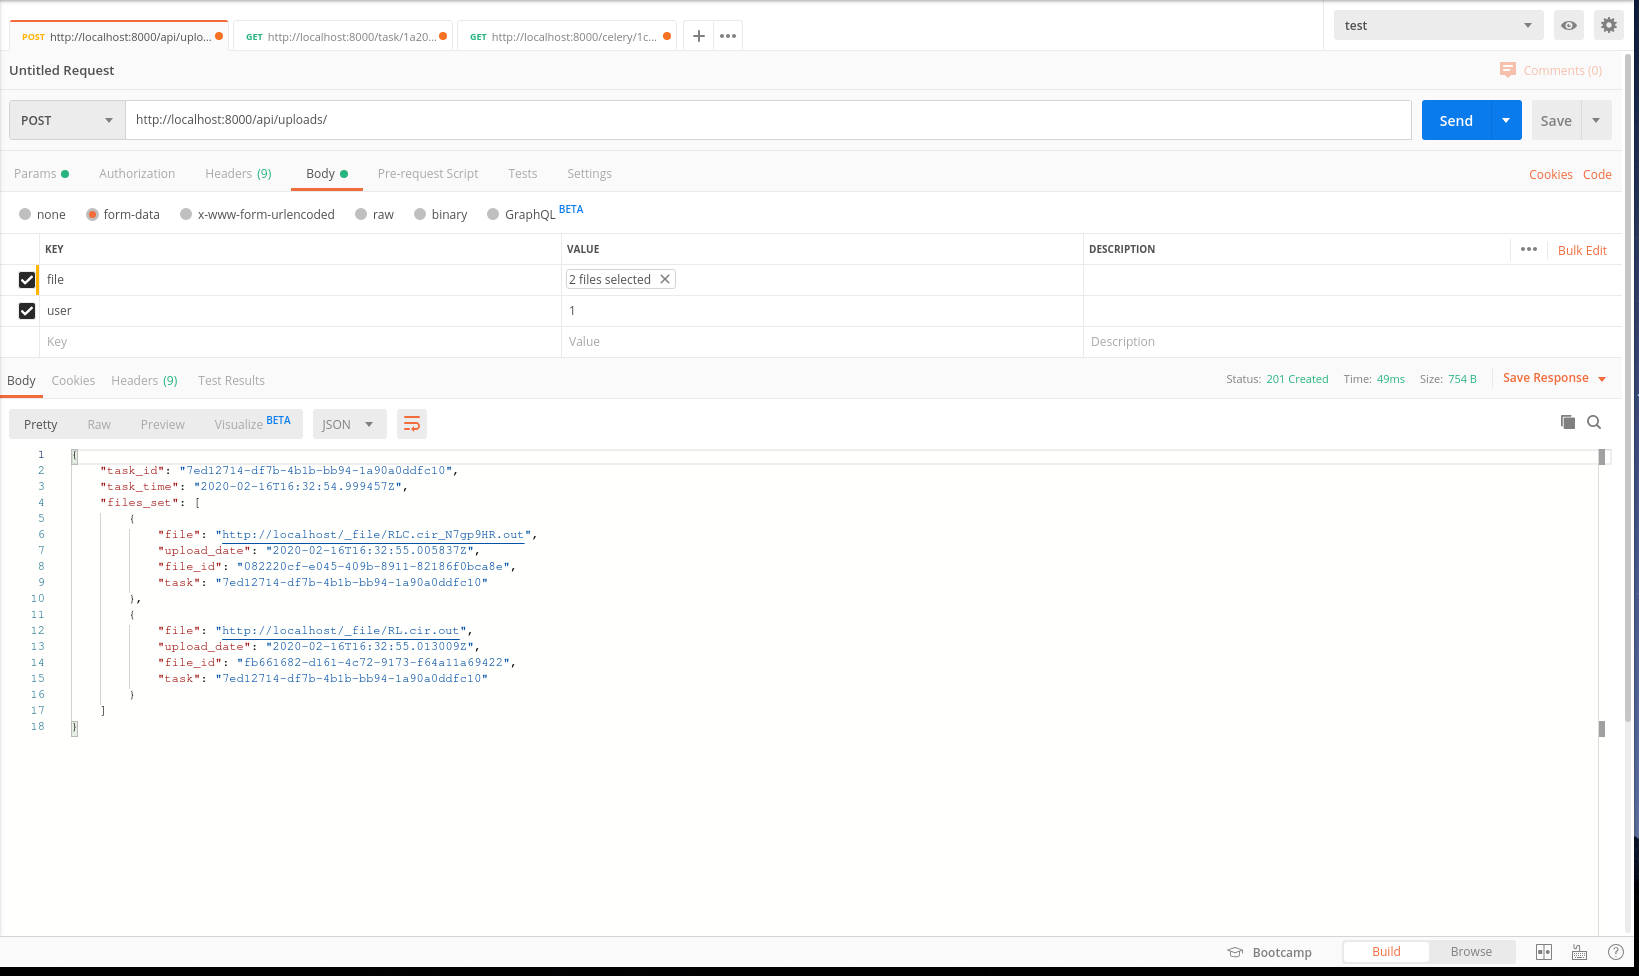 POST http://localhost:8000/api/uplo... GET http://localhost:8000/task/1a20... GET http://localhost:8000/celery/1c... test
Untitled Request Comments (0)
POST http://localhost:8000/api/uploads/ Send Save
Params Authorization Headers (9) Body Pre-request Script Tests Settings Cookies Code
none form-data x-www-form-urlencoded raw binary GraphQL BETA
KEY VALUE DESCRIPTION Bulk Edit
file 2 files selected
user 1
Key Value Description
Body Cookies Headers (9) Test Results Status: 201 Created Time: 49ms Size: 754 B Save Response
Pretty Raw Preview Visualize BETA JSON
1 {
2 "task_id": "7ed12714-df7b-4b1b-bb94-1a90a0ddfc10",
3 "task_time": "2020-02-16T16:32:54.999457Z",
4 "files_set": [
5 {
6 "file": "http://localhost/_file/RLC.cir_N7gp9HR.out",
7 "upload_date": "2020-02-16T16:32:55.005837Z",
8 "file_id": "082220cf-e045-409b-8911-82186f0bca8e",
9 "task": "7ed12714-df7b-4b1b-bb94-1a90a0ddfc10"
10 },
11 {
12 "file": "http://localhost/_file/RL.cir.out",
13 "upload_date": "2020-02-16T16:32:55.013009Z",
14 "file_id": "fb661682-d161-4c72-9173-f64a11a69422",
15 "task": "7ed12714-df7b-4b1b-bb94-1a90a0ddfc10"
16 }
17 ]
18 }
Bootcamp Build Browse